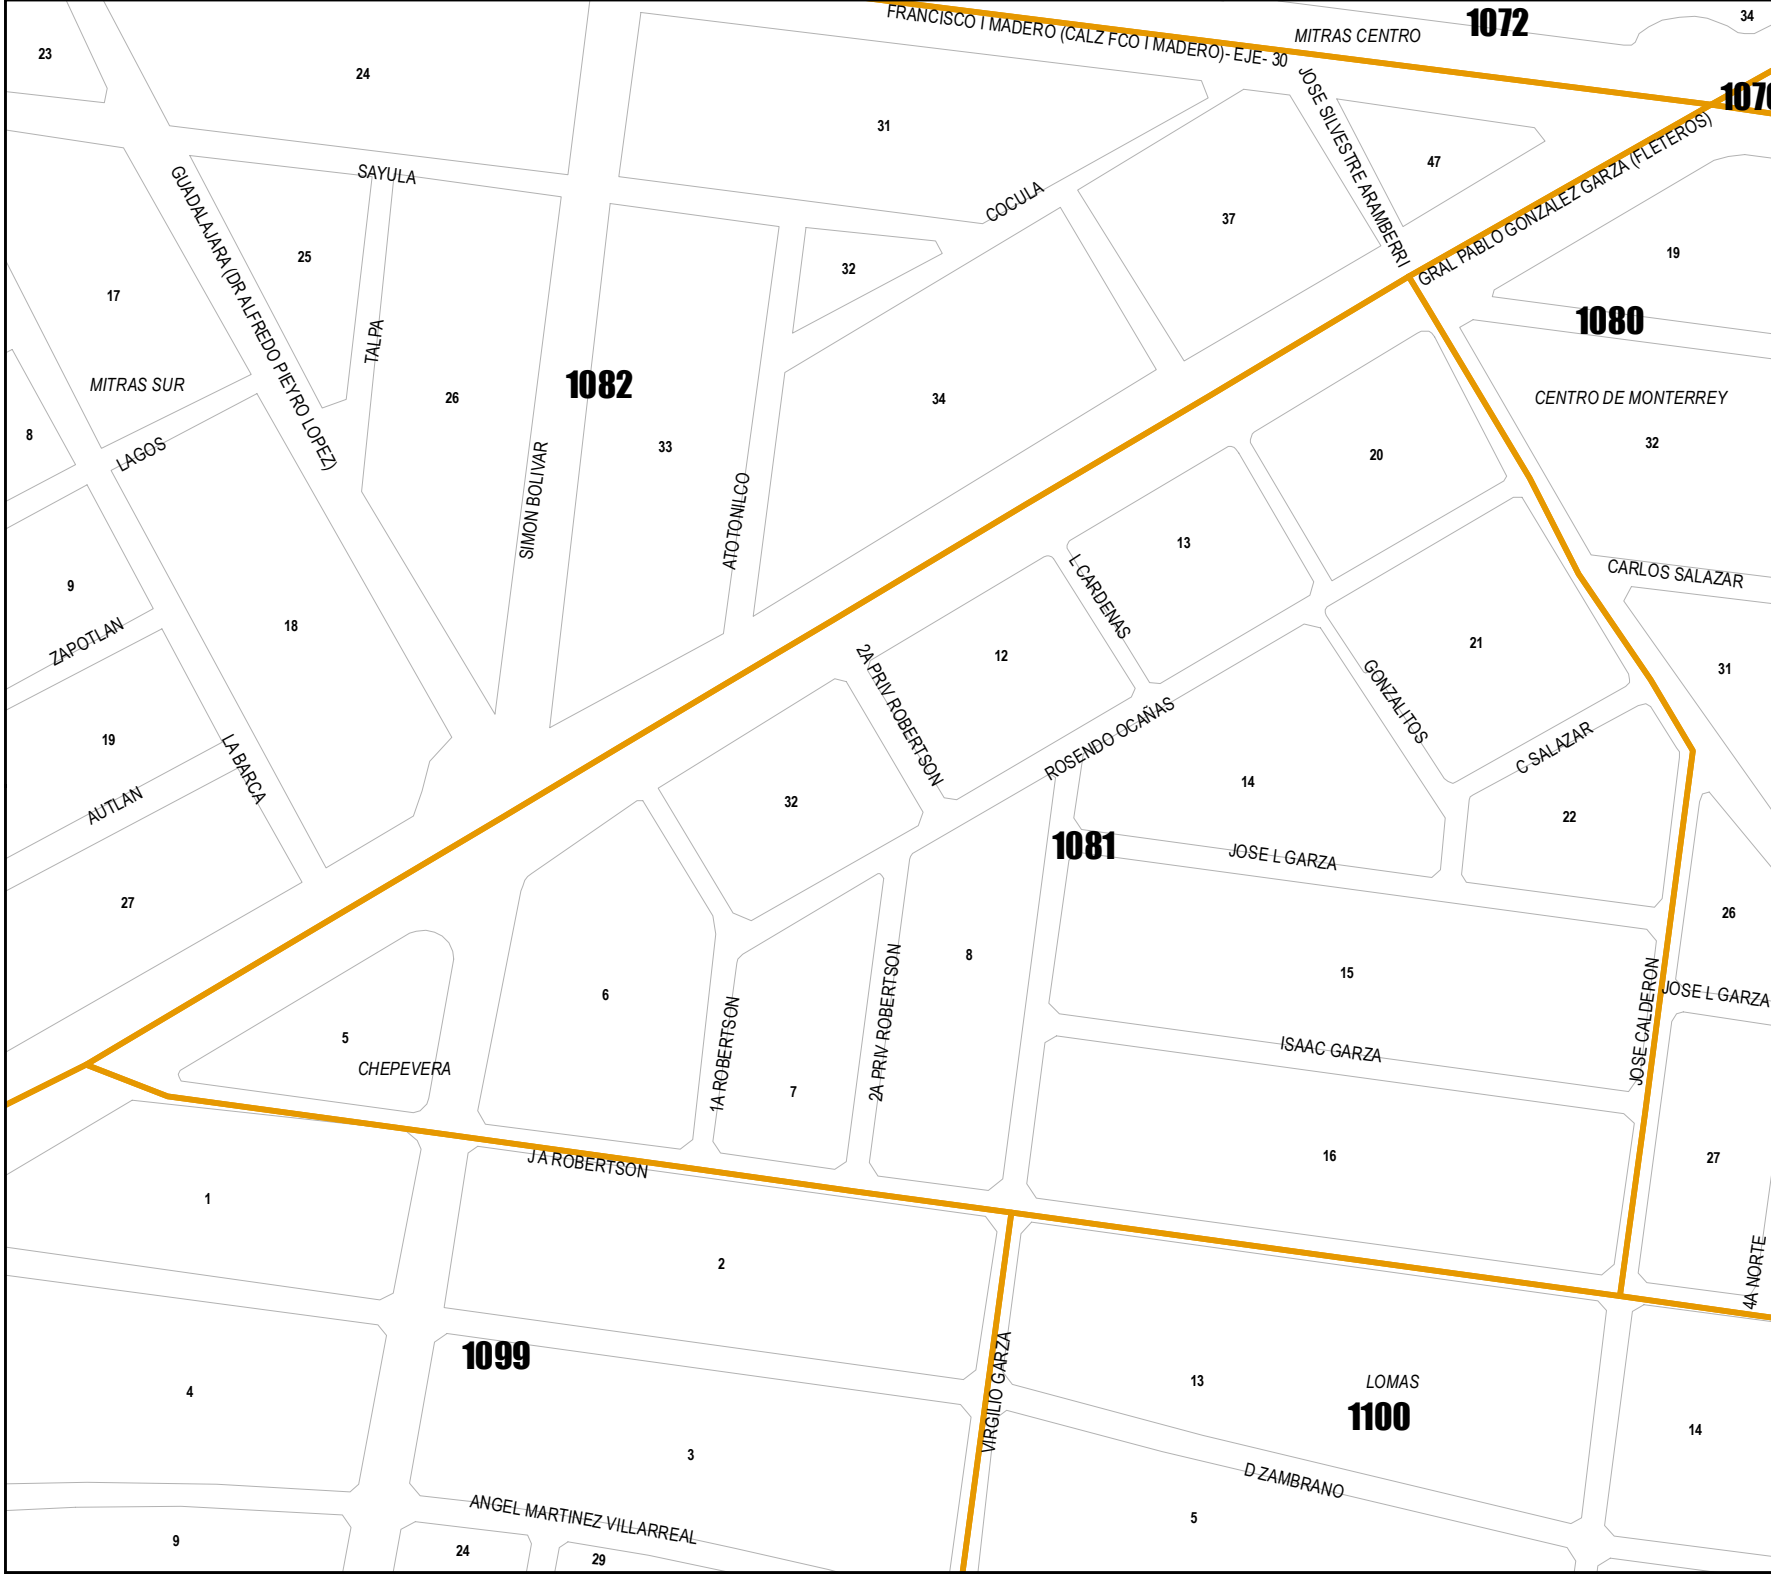 FRANCISCO I MADERO (CALZ FCO I MADERO)- EJE- 30
MITRAS CENTRO
1072
34
23
24
31
JOSE SILVESTRE ARAMBERRI
47
GRAL PABLO GONZALEZ GARZA (FLETEROS)
SAYULA
GUADALAJARA (DR ALFREDO PIEYRO LOPEZ)
COCULA
37
25
32
19
17
TALPA
1080
MITRAS SUR
1082
26
34
CENTRO DE MONTERREY
8
LAGOS
33
20
32
SIMON BOLIVAR
ATOTONILCO
13
L CARDENAS
CARLOS SALAZAR
9
18
ZAPOTLAN
12
2A PRIV ROBERTSON
21
31
GONZALITOS
ROSENDO OCAÑAS
19
LA BARCA
C SALAZAR
14
AUTLAN
32
22
1081
JOSE L GARZA
27
26
8
15
6
2A PRIV ROBERTSON
JOSE CALDERON
JOSE L GARZA
5
1A ROBERTSON
ISAAC GARZA
CHEPEVERA
7
J A ROBERTSON
16
27
1
2
4A NORTE
1099
VIRGILIO GARZA
4
13
LOMAS
1100
14
3
D ZAMBRANO
ANGEL MARTINEZ VILLARREAL
5
9
24
29